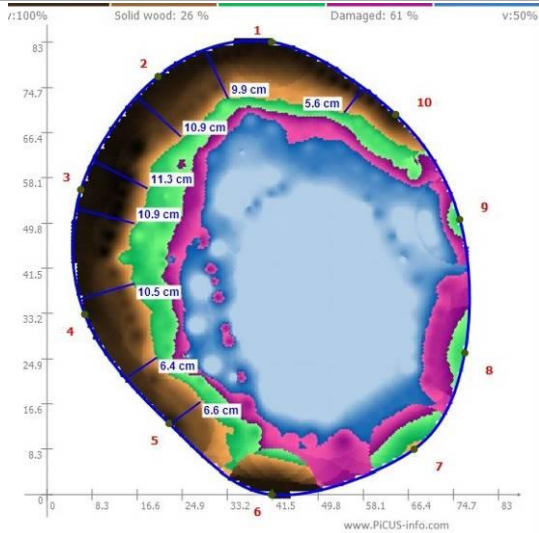 /:100% Solid wood: 26 % Damaged: 61 % v:50%
83
1
2
74.7
9.9 cm
5.6 cm
10
10.9 cm
66.4
58.1
3
11.3 cm
9
10.9 cm
49.8
41.5
10.5 cm
33.2
4
8
24.9
6.4 cm
16.6
6.6 cm
5
8.3
7
0
6
0 8.3 16.6 24.9 33.2 41.5 49.8 58.1 66.4 74.7 83
www.PiCUS-info.com